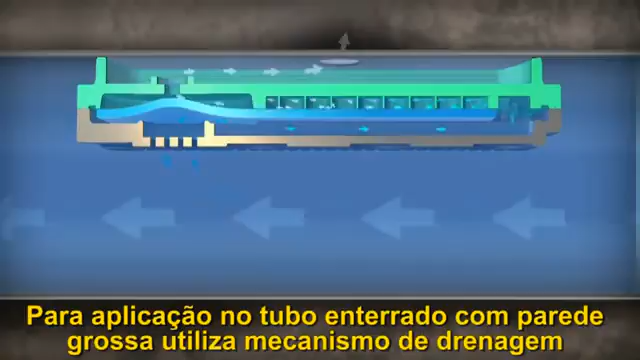 Para aplicação no tubo enterrado com parede
grossa utiliza mecanismo de drenagem